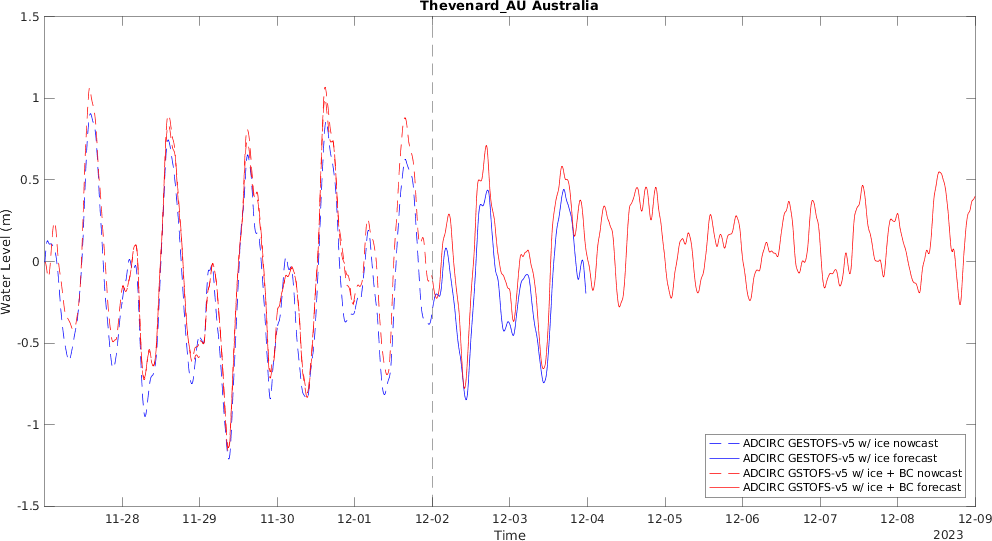 Thevenard_AU Australia
1.5
1
0.5
0
-0.5
-1
-1.5
Water Level (m)
11-28 11-29 11-30 12-01 12-02 12-03 12-04 12-05 12-06 12-07 12-08 12-09
Time
2023
ADCIRC GESTOFS-v5 w/ ice nowcast
ADCIRC GESTOFS-v5 w/ ice forecast
ADCIRC GSTOFS-v5 w/ ice + BC nowcast
ADCIRC GSTOFS-v5 w/ ice + BC forecast